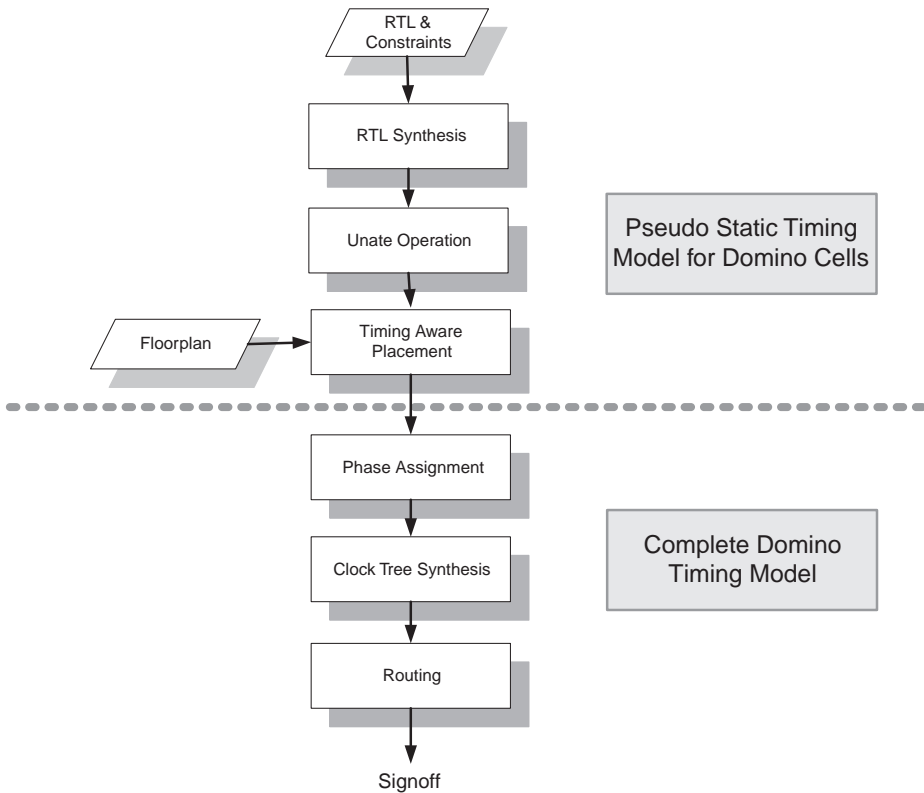 RTL &
Constraints
RTL Synthesis
Unate Operation
Pseudo Static Timing
Model for Domino Cells
Floorplan
Timing Aware
Placement
Phase Assignment
Clock Tree Synthesis
Complete Domino
Timing Model
Routing
Signoff